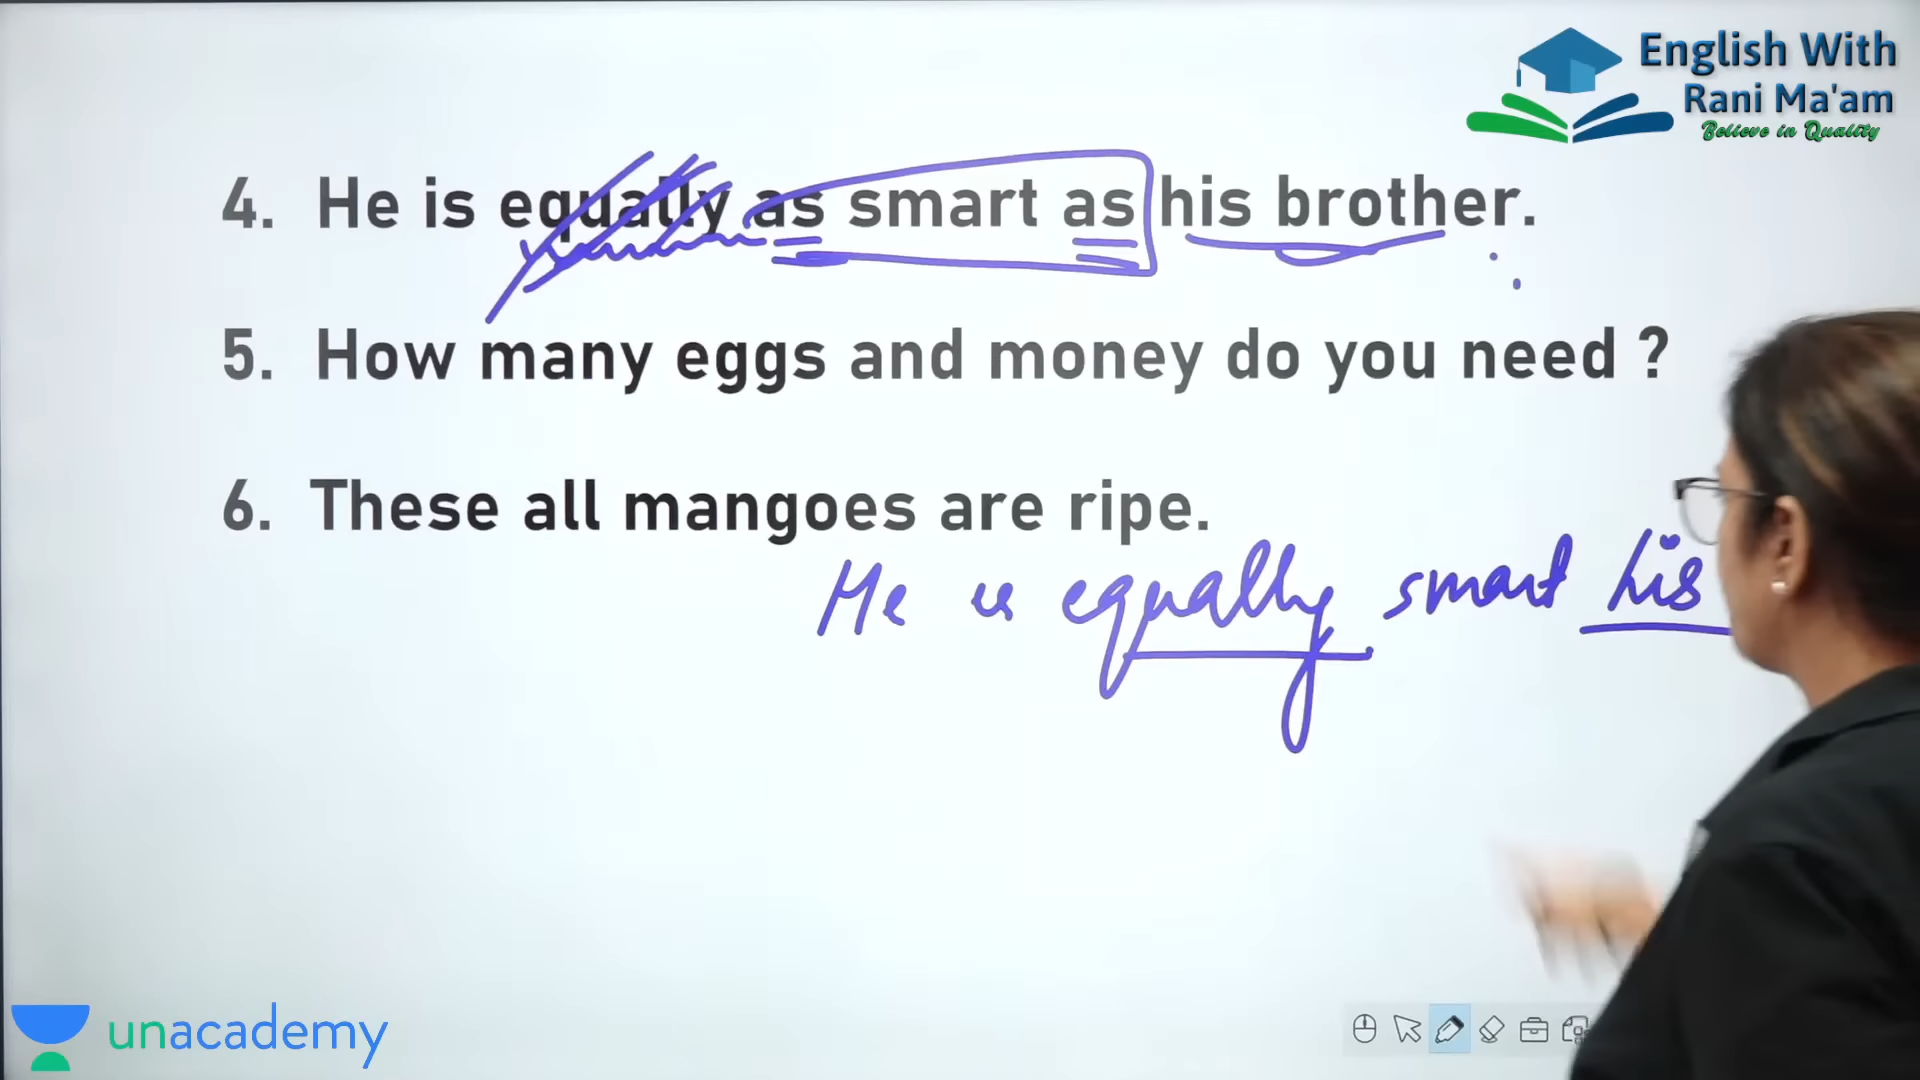 English With
Rani Ma'am
Believe in Quality
4. He is equally as smart as his brother.
5. How many eggs and money do you need ?
6. These all mangoes are ripe.
He is equally smart his
unacademy